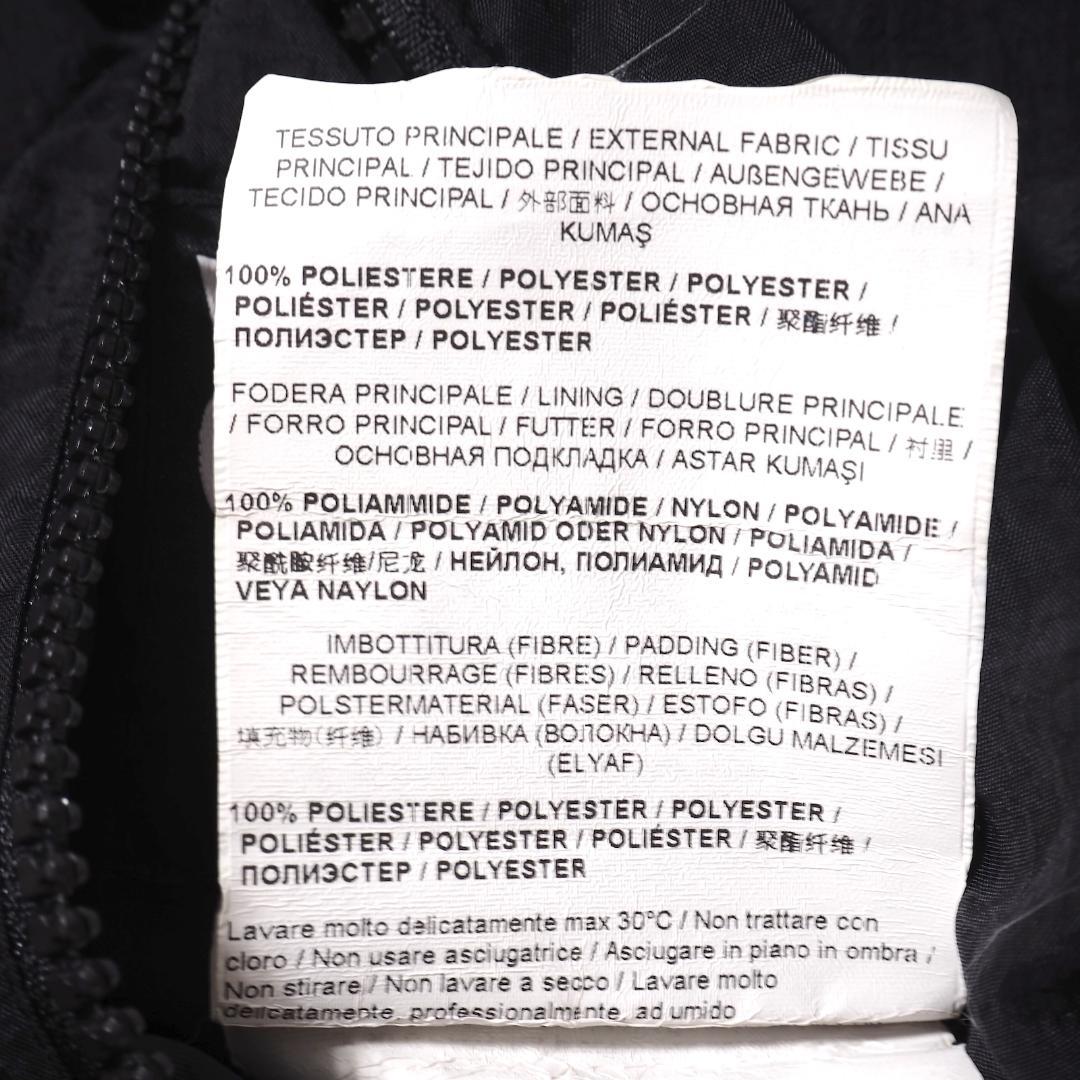 TESSUTO PRINCIPALE / EXTERNAL FABRIC / TISSU
PRINCIPAL / TEJIDO PRINCIPAL / AUßENGEWEBE /
TECIDO PRINCIPAL / 外部面料 / ОСНОВНАЯ ТКАНЬ / ANA
KUMAŞ
100% POLIESTERE / POLYESTER / POLYESTER /
POLIÉSTER / POLYESTER / POLIÉSTER / 聚酯纤维 /
ПОЛИЭСТЕР / POLYESTER
FODERA PRINCIPALE / LINING / DOUBLURE PRINCIPALE
/ FORRO PRINCIPAL / FUTTER / FORRO PRINCIPAL / 衬里 /
ОСНОВНАЯ ПОДКЛАДКА / ASTAR KUMAŞI
100% POLIAMMIDE / POLYAMIDE / NYLON / POLYAMIDE /
POLIAMIDA / POLYAMID ODER NYLON / POLIAMIDA /
聚酰胺纤维/尼龙 / НЕЙЛОН, ПОЛИАМИД / POLYAMID
VEYA NAYLON
IMBOTTITURA (FIBRE) / PADDING (FIBER) /
REMBOURRAGE (FIBRES) / RELLENO (FIBRAS) /
POLSTERMATERIAL (FASER) / ESTOFO (FIBRAS) /
填充物(纤维) / НАБИВКА (ВОЛОКНА) / DOLGU MALZEMESI
(ELYAF)
100% POLIESTERE / POLYESTER / POLYESTER /
POLIÉSTER / POLYESTER / POLIÉSTER / 聚酯纤维 /
ПОЛИЭСТЕР / POLYESTER
Lavare molto delicatamente max 30°C / Non trattare con
cloro / Non usare asciugatrice / Asciugare in piano in ombra /
Non stirare / Non lavare a secco / Lavare molto
delicatamente, professionalmente, ad umido